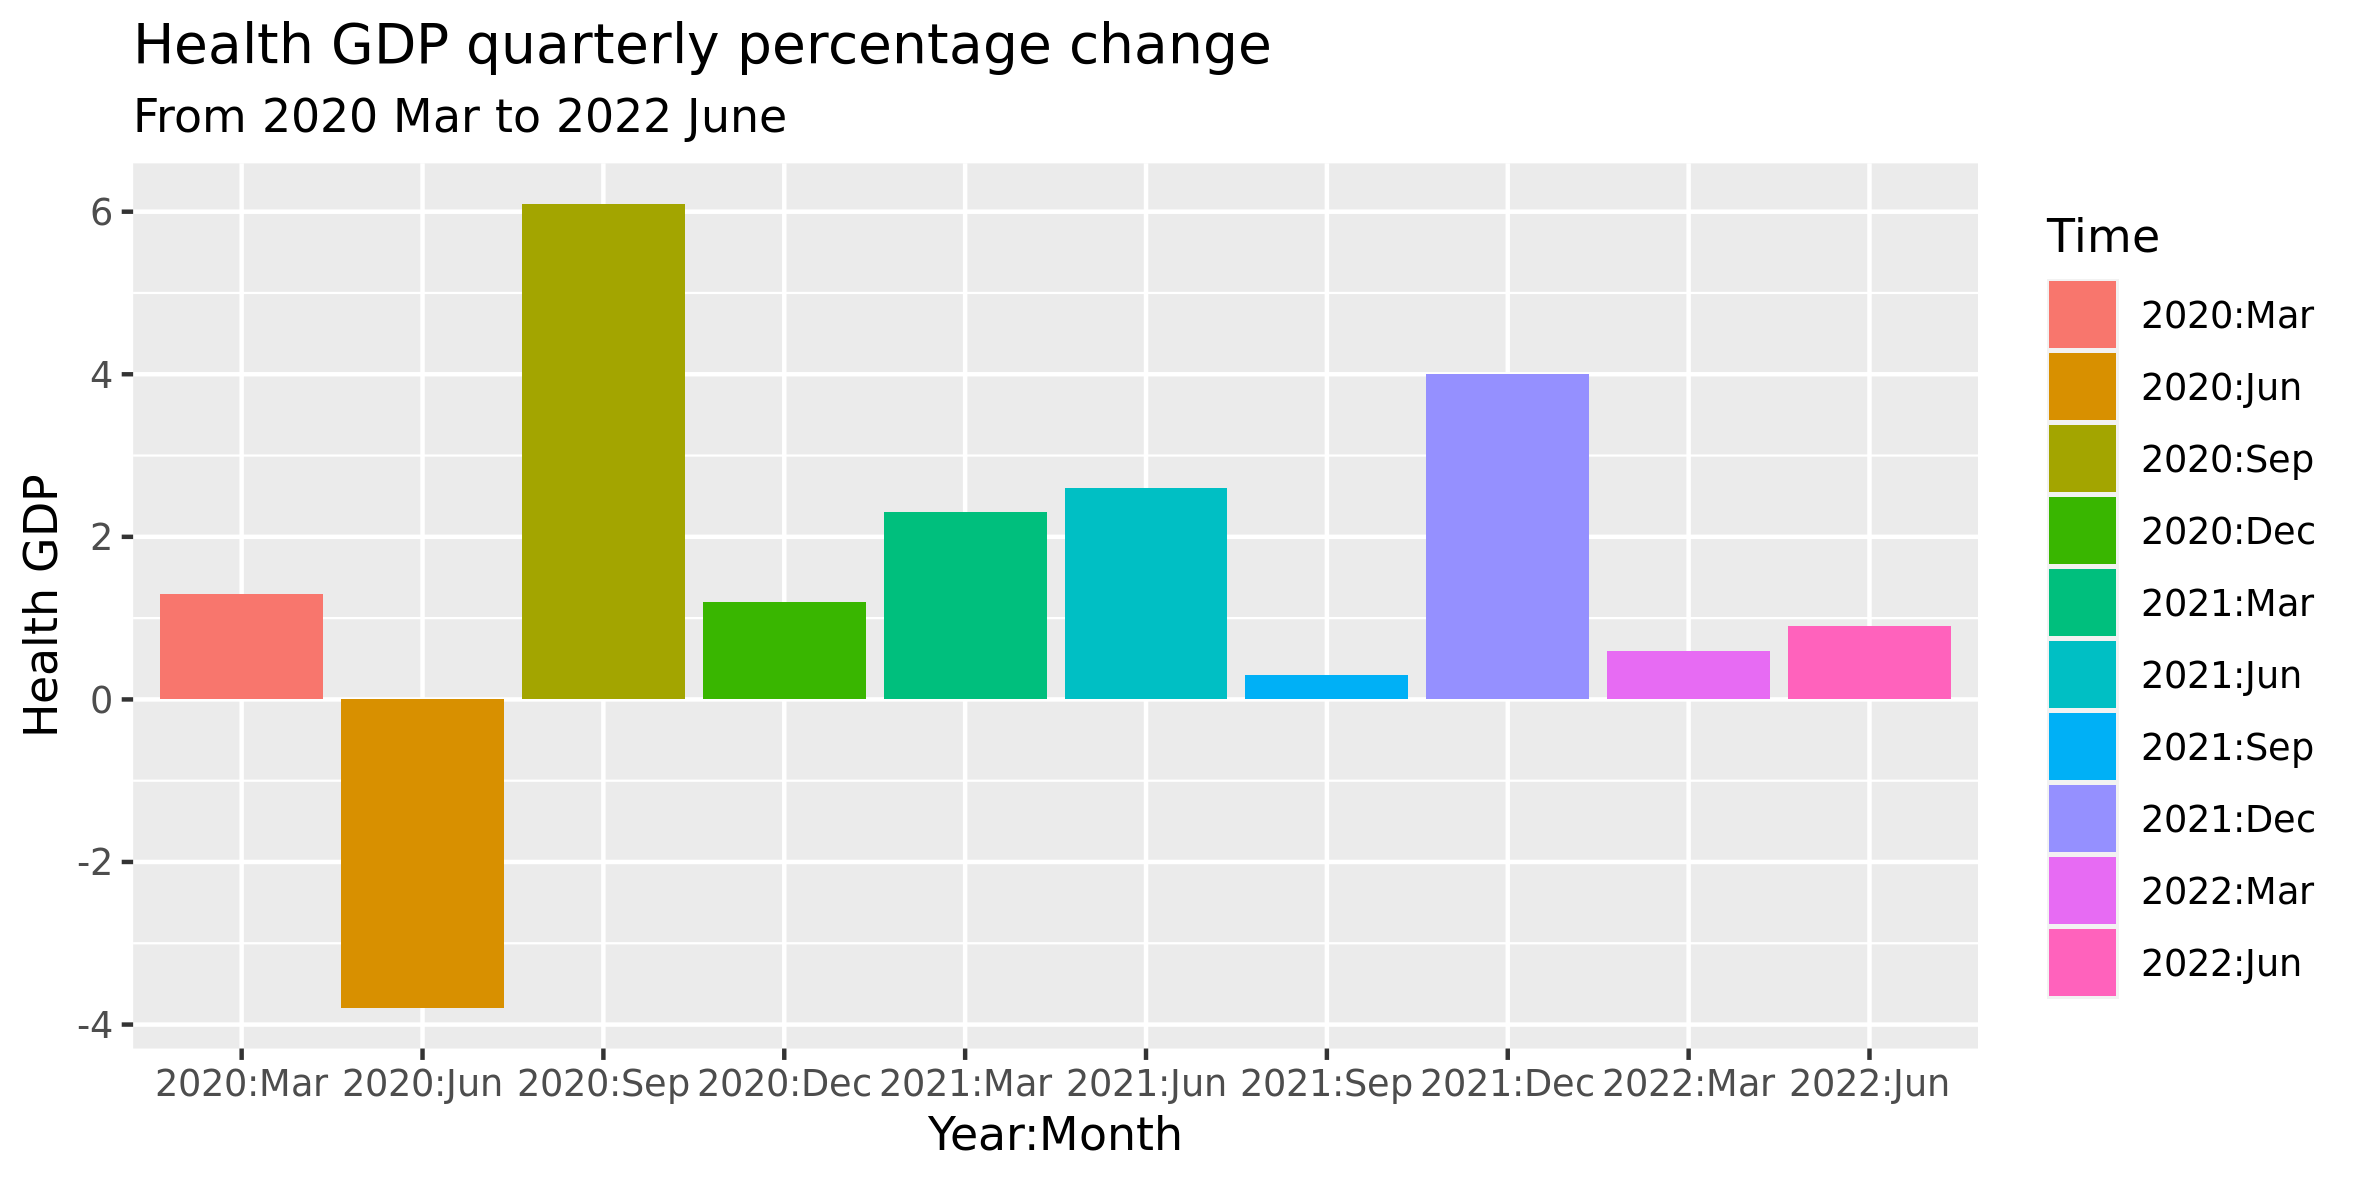 Health GDP quarterly percentage change
From 2020 Mar to 2022 June
Health GDP
6
4
2
0
-2
-4
2020:Mar 2020:Jun 2020:Sep 2020:Dec 2021:Mar 2021:Jun 2021:Sep 2021:Dec 2022:Mar 2022:Jun
Year:Month
Time
2020:Mar
2020:Jun
2020:Sep
2020:Dec
2021:Mar
2021:Jun
2021:Sep
2021:Dec
2022:Mar
2022:Jun